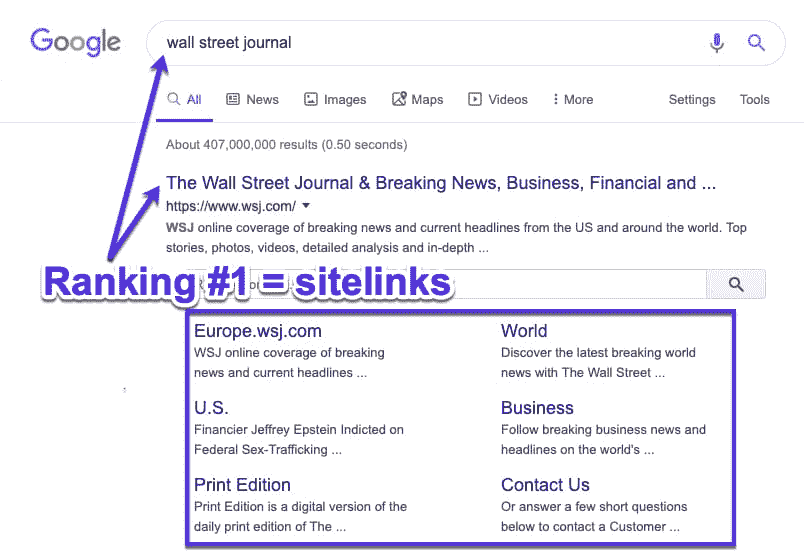 Google
wall street journal
All News Images Maps Videos More Settings Tools
About 407,000,000 results (0.50 seconds)
The Wall Street Journal & Breaking News, Business, Financial and ...
https://www.wsj.com/
WSJ online coverage of breaking news and current headlines from the US and around the world. Top
stories, photos, videos, detailed analysis and in-depth ...
Ranking #1 = sitelinks
Europe.wsj.com
WSJ online coverage of breaking
news and current headlines ...
World
Discover the latest breaking world
news with The Wall Street ...
U.S.
Financier Jeffrey Epstein Indicted on
Federal Sex-Trafficking ...
Business
Follow breaking business news and
headlines on the world's ...
Print Edition
Print Edition is a digital version of the
daily print edition of The ...
Contact Us
Or answer a few short questions
below to contact a Customer ...